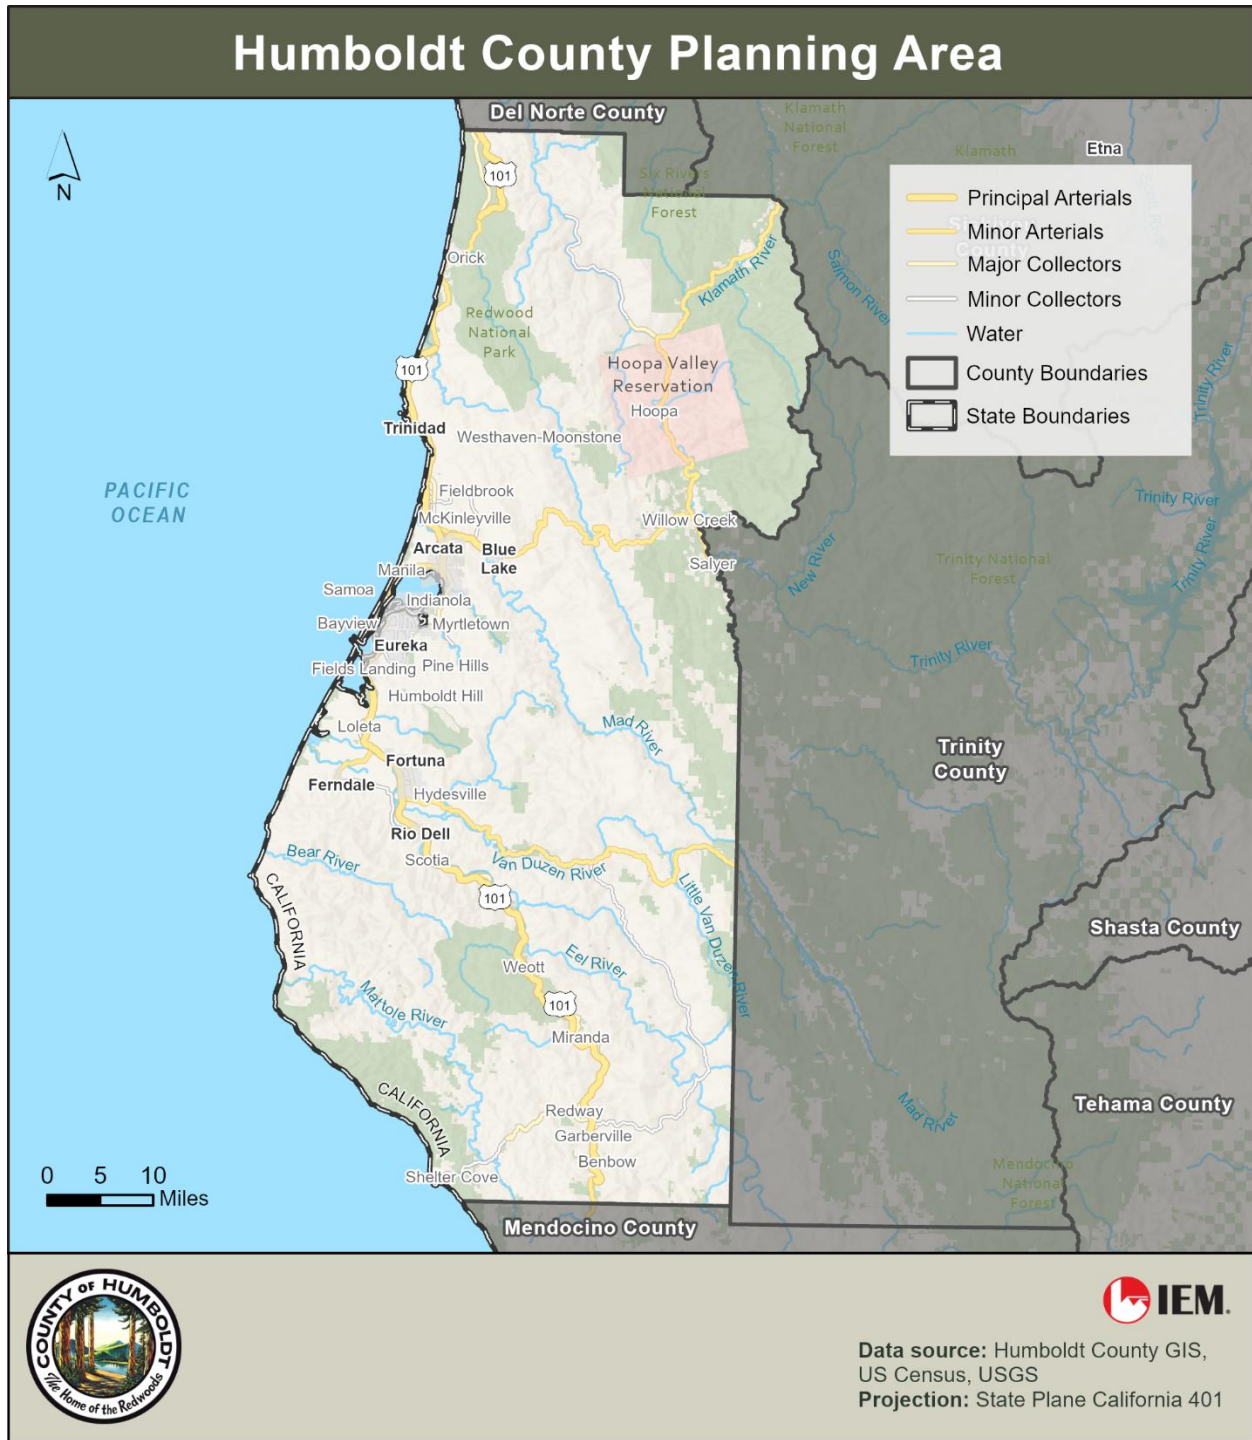 Humboldt County Planning Area
Del Norte County
Klamath
National
Forest
Klamath
Etna
N
101
Six Rivers
National
Forest
Principal Arterials
Minor Arterials
Major Collectors
Minor Collectors
Water
County Boundaries
State Boundaries
Siskiyou
County
Orick
Klamath River
Salmon River
Redwood
National
Park
101
Hoopa Valley
Reservation
Hoopa
Trinity River
Trinidad
Westhaven-Moonstone
PACIFIC
OCEAN
Fieldbrook
McKinleyville
Willow Creek
Trinity River
Arcata
Blue
Lake
Salyer
New River
Trinity National
Forest
Trinity River
Manila
Samoa
Indianola
Bayview
Myrtletown
Eureka
Trinity River
Fields Landing
Pine Hills
Humboldt Hill
Loleta
Mad River
Trinity
County
Fortuna
Ferndale
Hydesville
Rio Dell
Scotia
Bear River
Van Duzen River
Little Van Duzen River
CALIFORNIA
101
Shasta County
Weott
Eel River
Mattole River
101
Miranda
CALIFORNIA
Mad River
Tehama County
Redway
Garberville
Benbow
Shelter Cove
Mendocino
National
Forest
0 5 10
Miles
Mendocino County
COUNTY OF HUMBOLDT
The Home of the Redwoods
IEM.
Data source: Humboldt County GIS,
US Census, USGS
Projection: State Plane California 401